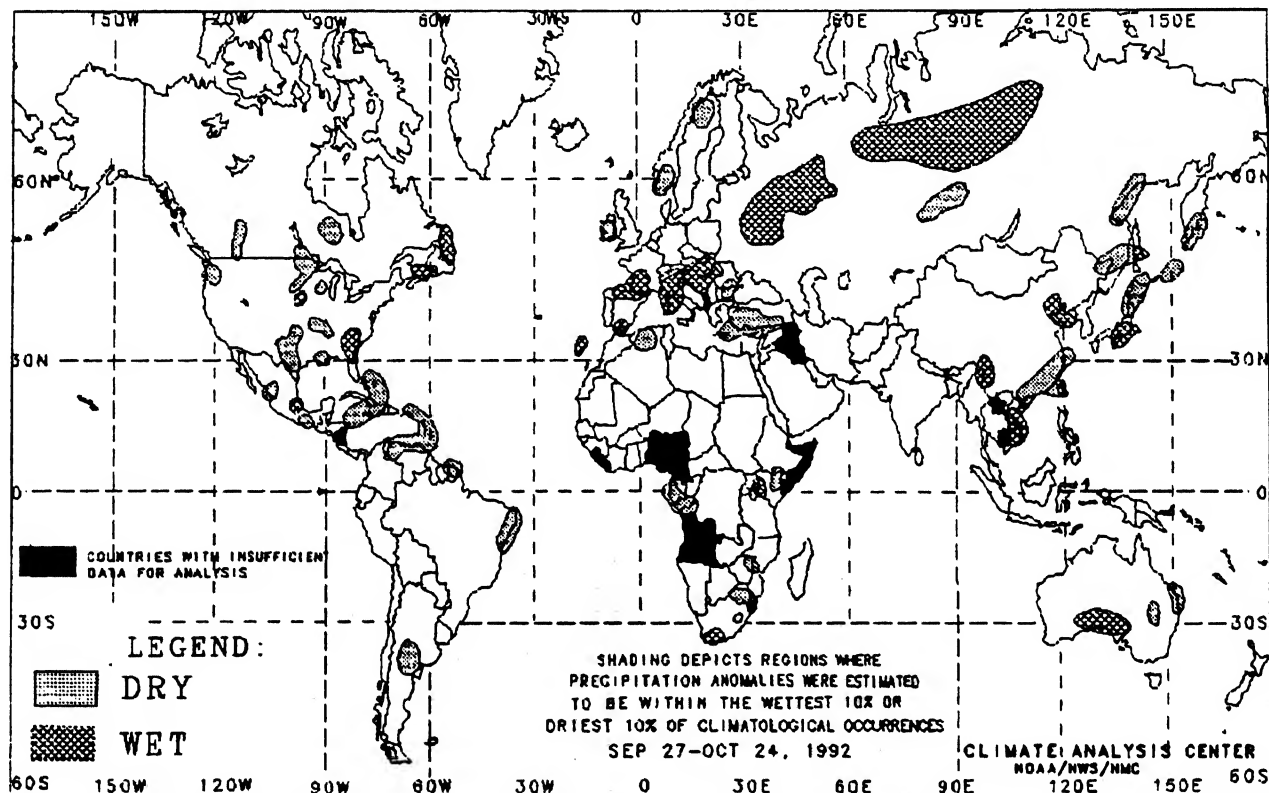 150W 120W 90W 60W 30WS 0 30E 60E 90E 120E 150E
60N 60N
30N 30N
0 0
COUNTRIES WITH INSUFFICIENT
DATA FOR ANALYSIS
30S 30S
LEGEND:
DRY
WET
SHADING DEPICTS REGIONS WHERE
PRECIPITATION ANOMALIES WERE ESTIMATED
TO BE WITHIN THE WETTEST 10% OR
DRIEST 10% OF CLIMATOLOGICAL OCCURRENCES
SEP 27-OCT 24, 1992
CLIMATE ANALYSIS CENTER
NOAA/NWS/NMC
60S 150W 120W 90W 60W 30W 0 30E 60E 90E 120E 150E 60S